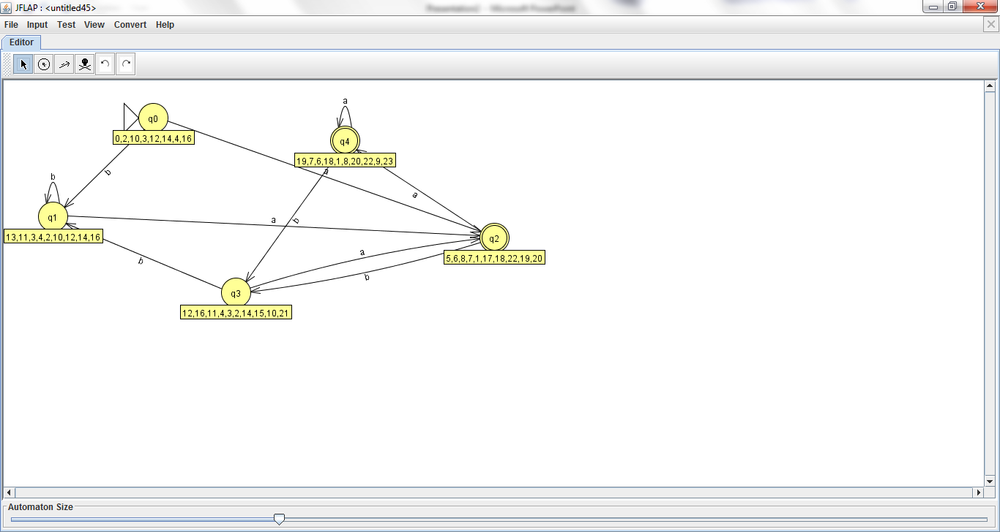 JFLAP : <untitled45>
Presentation2 - Microsoft PowerPoint
File Input Test View Convert Help
Editor
a
q0
q4
0,2,10,3,12,14,4,16
19,7,6,18,1,8,20,22,9,23
b
a
b
a
q1
a
b
13,11,3,4,2,10,12,14,16
q2
a
5,6,8,7,1,17,18,22,19,20
b
b
q3
12,16,11,4,3,2,14,15,10,21
Automaton Size